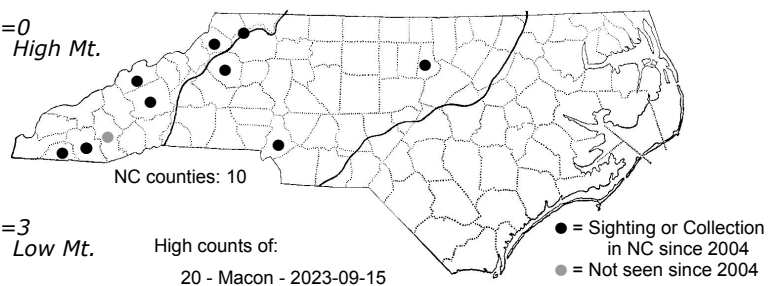 =0
High Mt.
NC counties: 10
=3
Low Mt.
High counts of:
20 - Macon - 2023-09-15
= Sighting or Collection
in NC since 2004
= Not seen since 2004